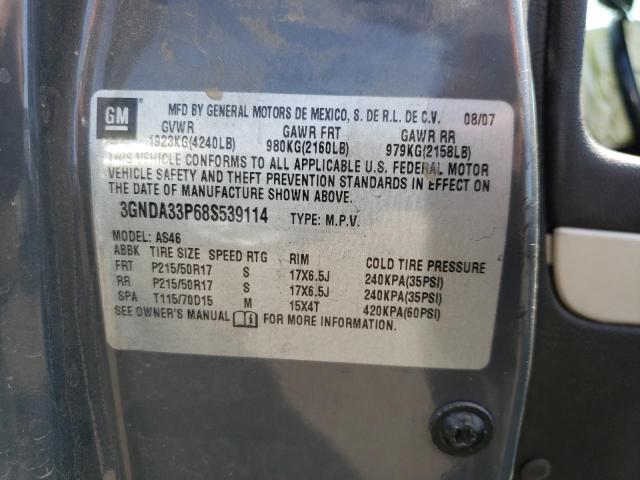 GM
MFD BY GENERAL MOTORS DE MEXICO, S. DE R.L. DE C.V. 08/07
GVWR GAWR FRT GAWR RR
1923KG(4240LB) 980KG(2160LB) 979KG(2158LB)
THIS VEHICLE CONFORMS TO ALL APPLICABLE U.S. FEDERAL MOTOR
VEHICLE SAFETY AND THEFT PREVENTION STANDARDS IN EFFECT ON
THE DATE OF MANUFACTURE SHOWN ABOVE.
3GNDA33P68S539114 TYPE: M.P.V.
MODEL: AS46
ABBK TIRE SIZE SPEED RTG RIM COLD TIRE PRESSURE
FRT P215/50R17 S 17X6.5J 240KPA(35PSI)
RR P215/50R17 S 17X6.5J 240KPA(35PSI)
SPA T115/70D15 M 15X4T 420KPA(60PSI)
SEE OWNER'S MANUAL FOR MORE INFORMATION.